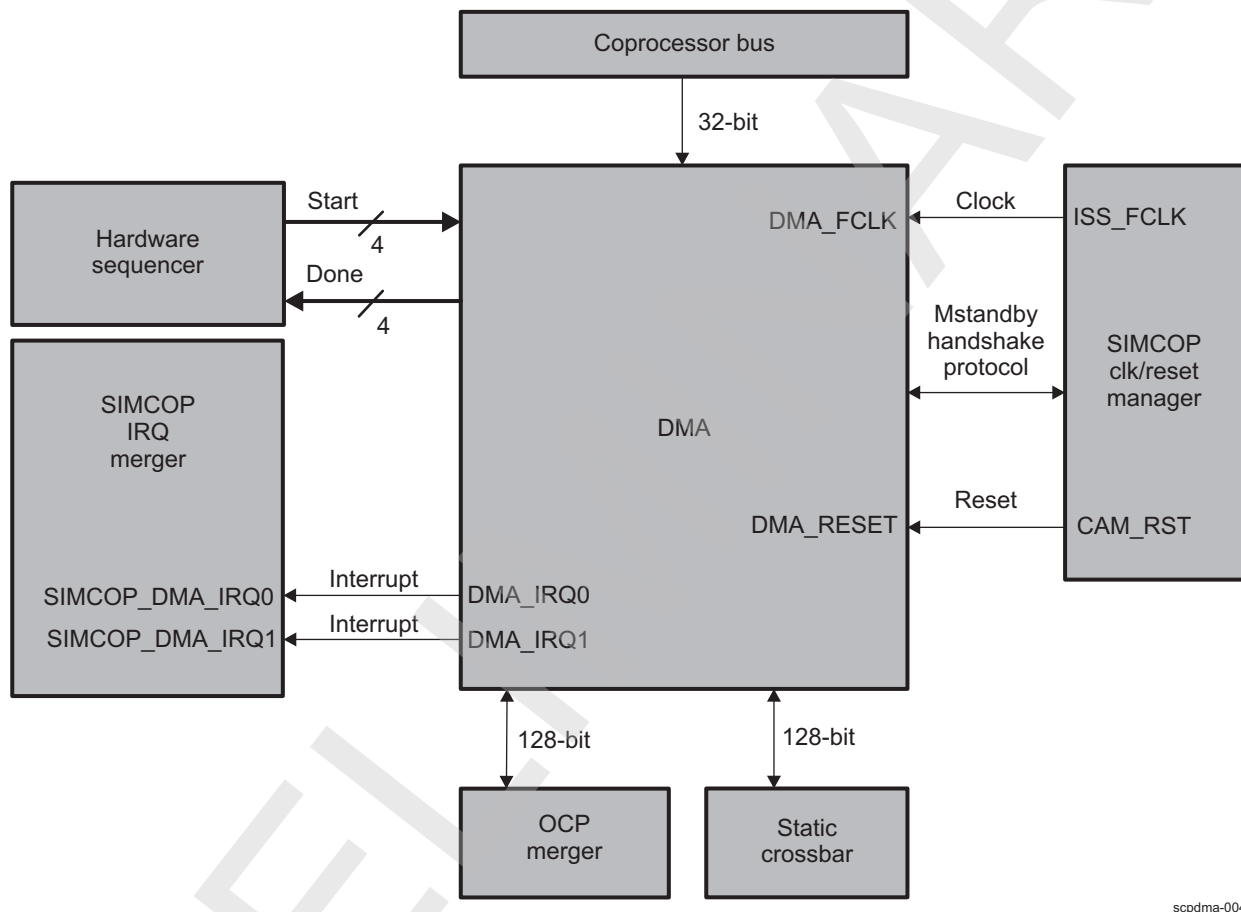 Coprocessor bus
32-bit
Hardware
sequencer
Start
4
Done
4
DMA_FCLK
Clock
ISS_FCLK
Mstandby
handshake
protocol
SIMCOP
clk/reset
manager
SIMCOP
IRQ
merger
DMA
DMA_RESET
Reset
CAM_RST
SIMCOP_DMA_IRQ0
Interrupt
DMA_IRQ0
SIMCOP_DMA_IRQ1
Interrupt
DMA_IRQ1
128-bit
128-bit
OCP
merger
Static
crossbar
scpdma-004